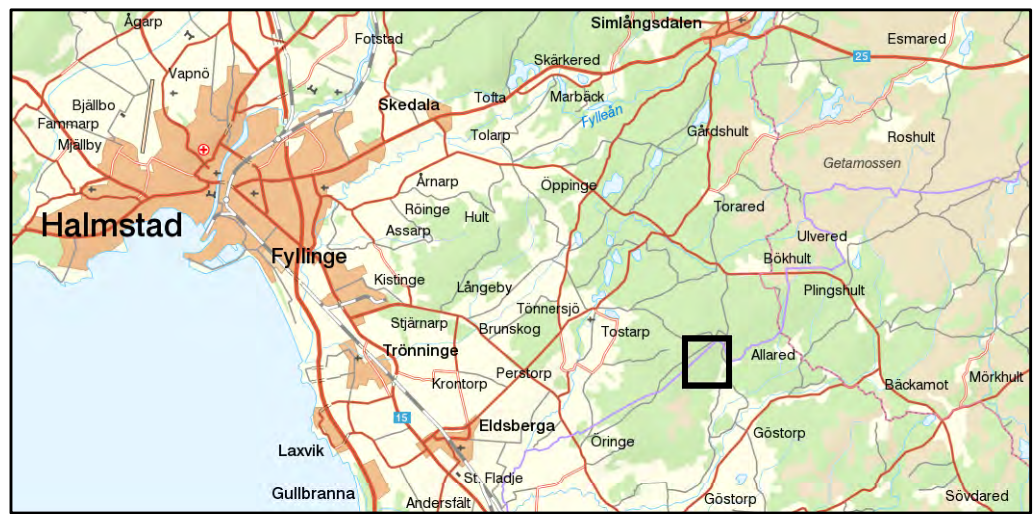 Ågarp
Simlångsdalen
Fotstad
Esmared
Vapnö
25
Skärkered
Bjällbo
Skedala
Tofta
Marbäck
Fammarp
Fylleån
Mjällby
Tolarp
Gårdshult
Roshult
Getamossen
Årnarp
Öppinge
Röinge
Hult
Torared
Halmstad
Assarp
Ulvered
Fyllinge
Bökhult
Kistinge
Långeby
Plingshult
Tönnersjö
Stjärnarp
Brunskog
Tostarp
Trönninge
Allared
Perstorp
Krontorp
Bäckamot
Mörkhult
15
Eldsberga
Göstorp
Öringe
Laxvik
St. Fladje
Gullbranna
Andersfält
Göstorp
Sövdared